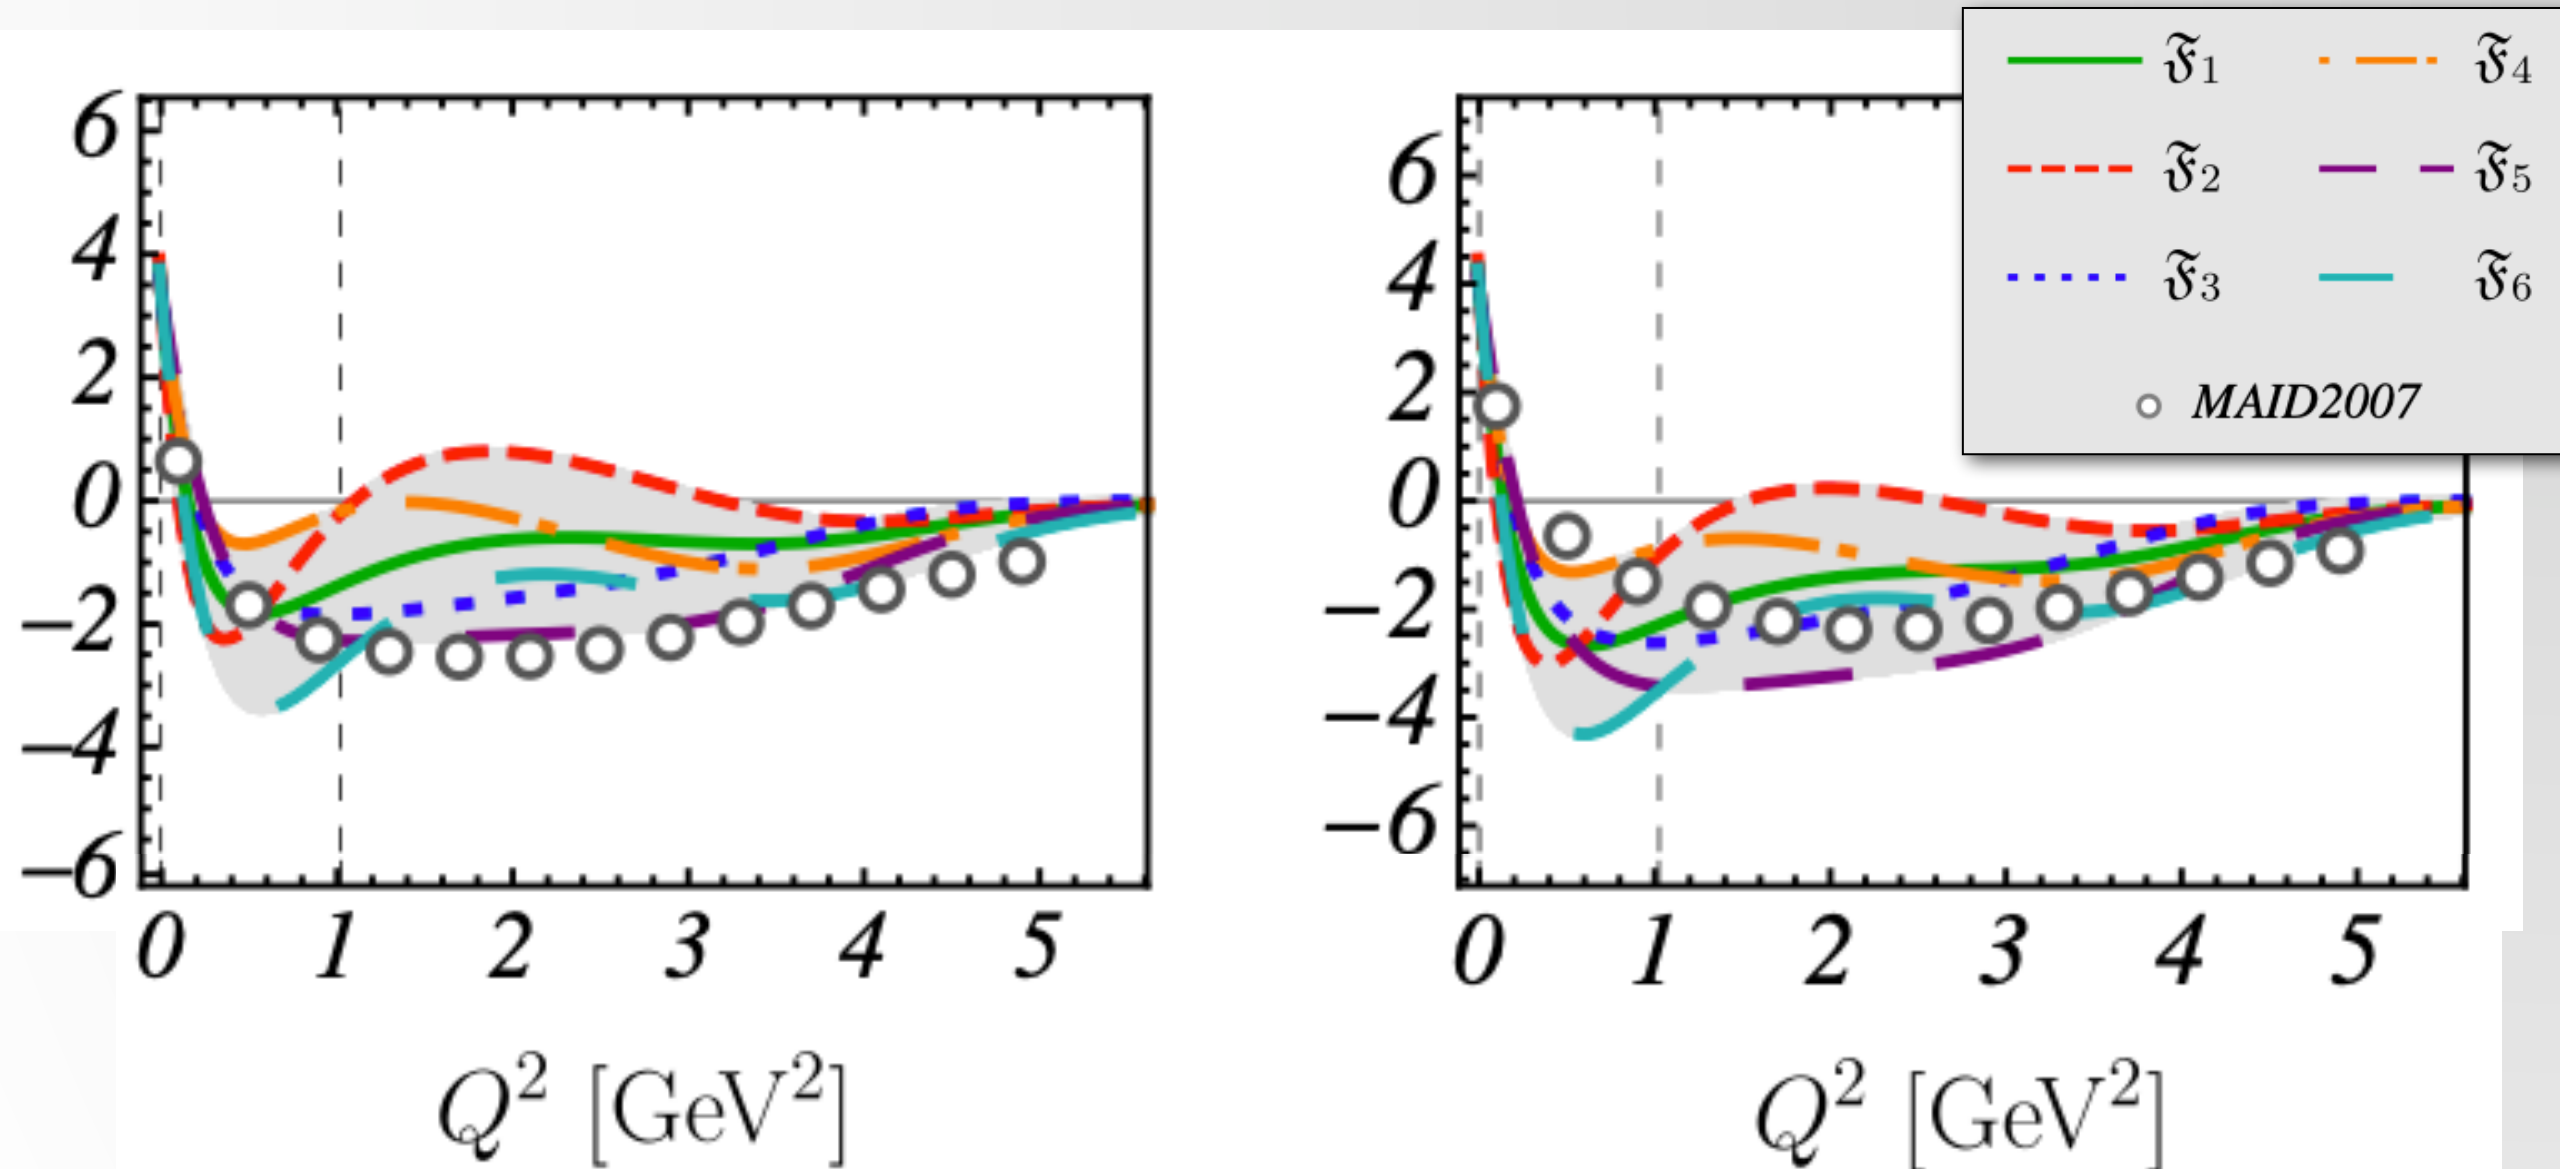 6
4
2
0
−2
−4
−6
0 1 2 3 4 5
Q² [GeV²]
6
4
2
0
−2
−4
−6
0 1 2 3 4 5
Q² [GeV²]
𝔉₁ 𝔉₄
𝔉₂ 𝔉₅
𝔉₃ 𝔉₆
MAID2007